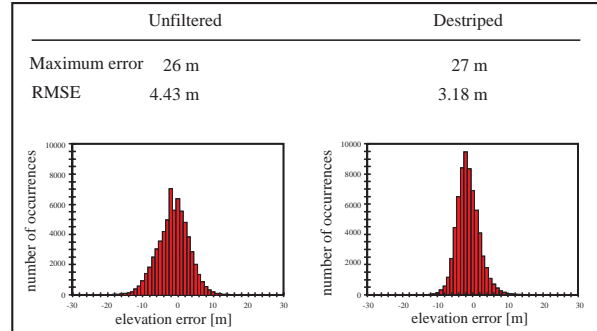 Unfiltered Destriped
Maximum error 26 m 27 m
RMSE 4.43 m 3.18 m
number of occurrences
10000
8000
6000
4000
2000
0
-30 -20 -10 0 10 20 30
elevation error [m]
number of occurrences
10000
8000
6000
4000
2000
0
-30 -20 -10 0 10 20 30
elevation error [m]